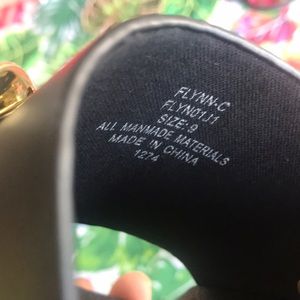 FLYNN-C
FLYN01J1
SIZE:9
ALL MANMADE MATERIALS
MADE IN CHINA
1274